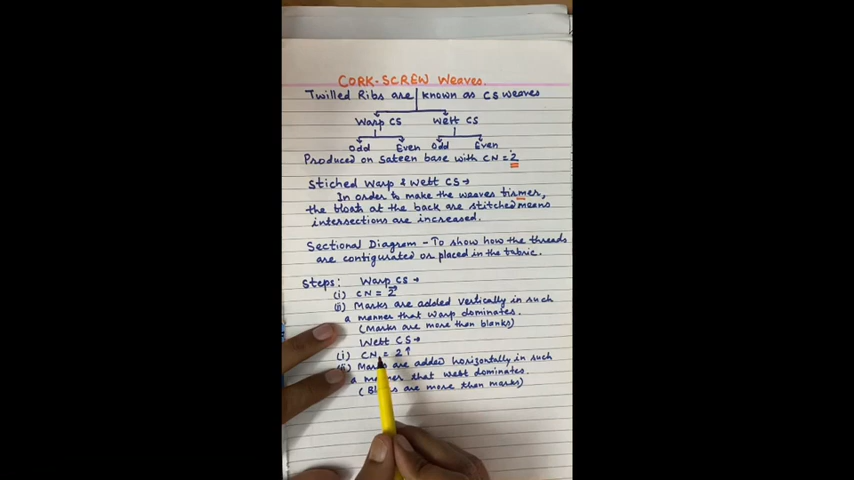 CORK-SCREW Weaves.
Twilled Ribs are known as CS weaves
Warp CS Weft CS
Odd Even Odd Even
Produced on Sateen base with CN = 2
Stiched Warp & Weft CS →
In order to make the weaves firmer,
the floats at the back are stitched means
intersections are increased.
Sectional Diagram - To show how the threads
are configurated or placed in the fabric.
Steps: Warp CS →
(i) CN = 2→
(ii) Marks are added vertically in such
a manner that warp dominates.
(Marks are more than blanks)
Weft CS →
(i) CN = 2↑
(ii) Marks are added horizontally in such
a manner that weft dominates.
(Blanks are more than marks)